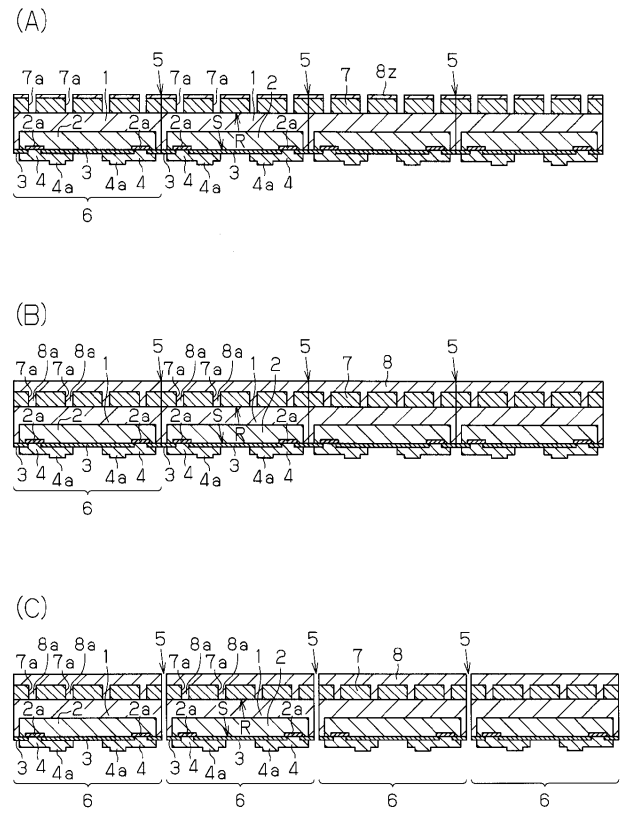 (A)
5 5 5
7a 7a 1 7a 7a 1 2 7 8z
2a 2 2a 2a S 2a
R
3 4 3 4 3 4 3 4
4a 4a 4a 4a
6
(B)
8a 8a 5 8a 8a 5 5
7a 7a 1 7a 7a 1 2 7 8
2a 2 2a 2a S 2a
R
3 4 3 4 3 4 3 4
4a 4a 4a 4a
6
(C)
8a 8a 5 8a 8a 5 5
7a 7a 1 7a 7a 1 2 7 8
2a 2 2a 2a S 2a
R
3 4 3 4 3 4 3 4
4a 4a 4a 4a
6 6 6 6